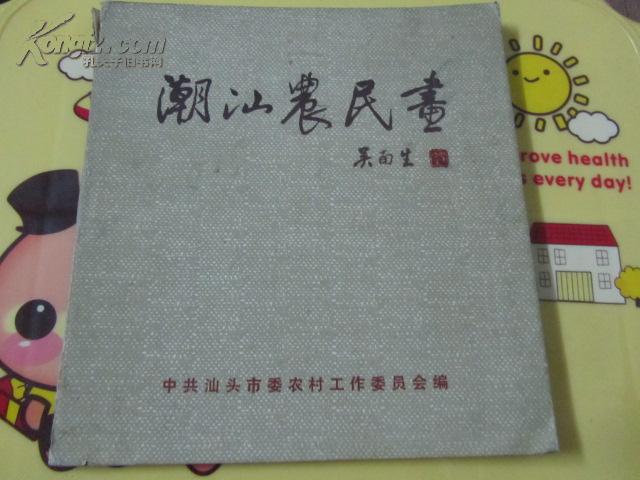 Kongfz.com
孔夫子旧书网
潮汕農民畫
吴南生
中共汕头市委农村工作委员会编
rove health
s every day!